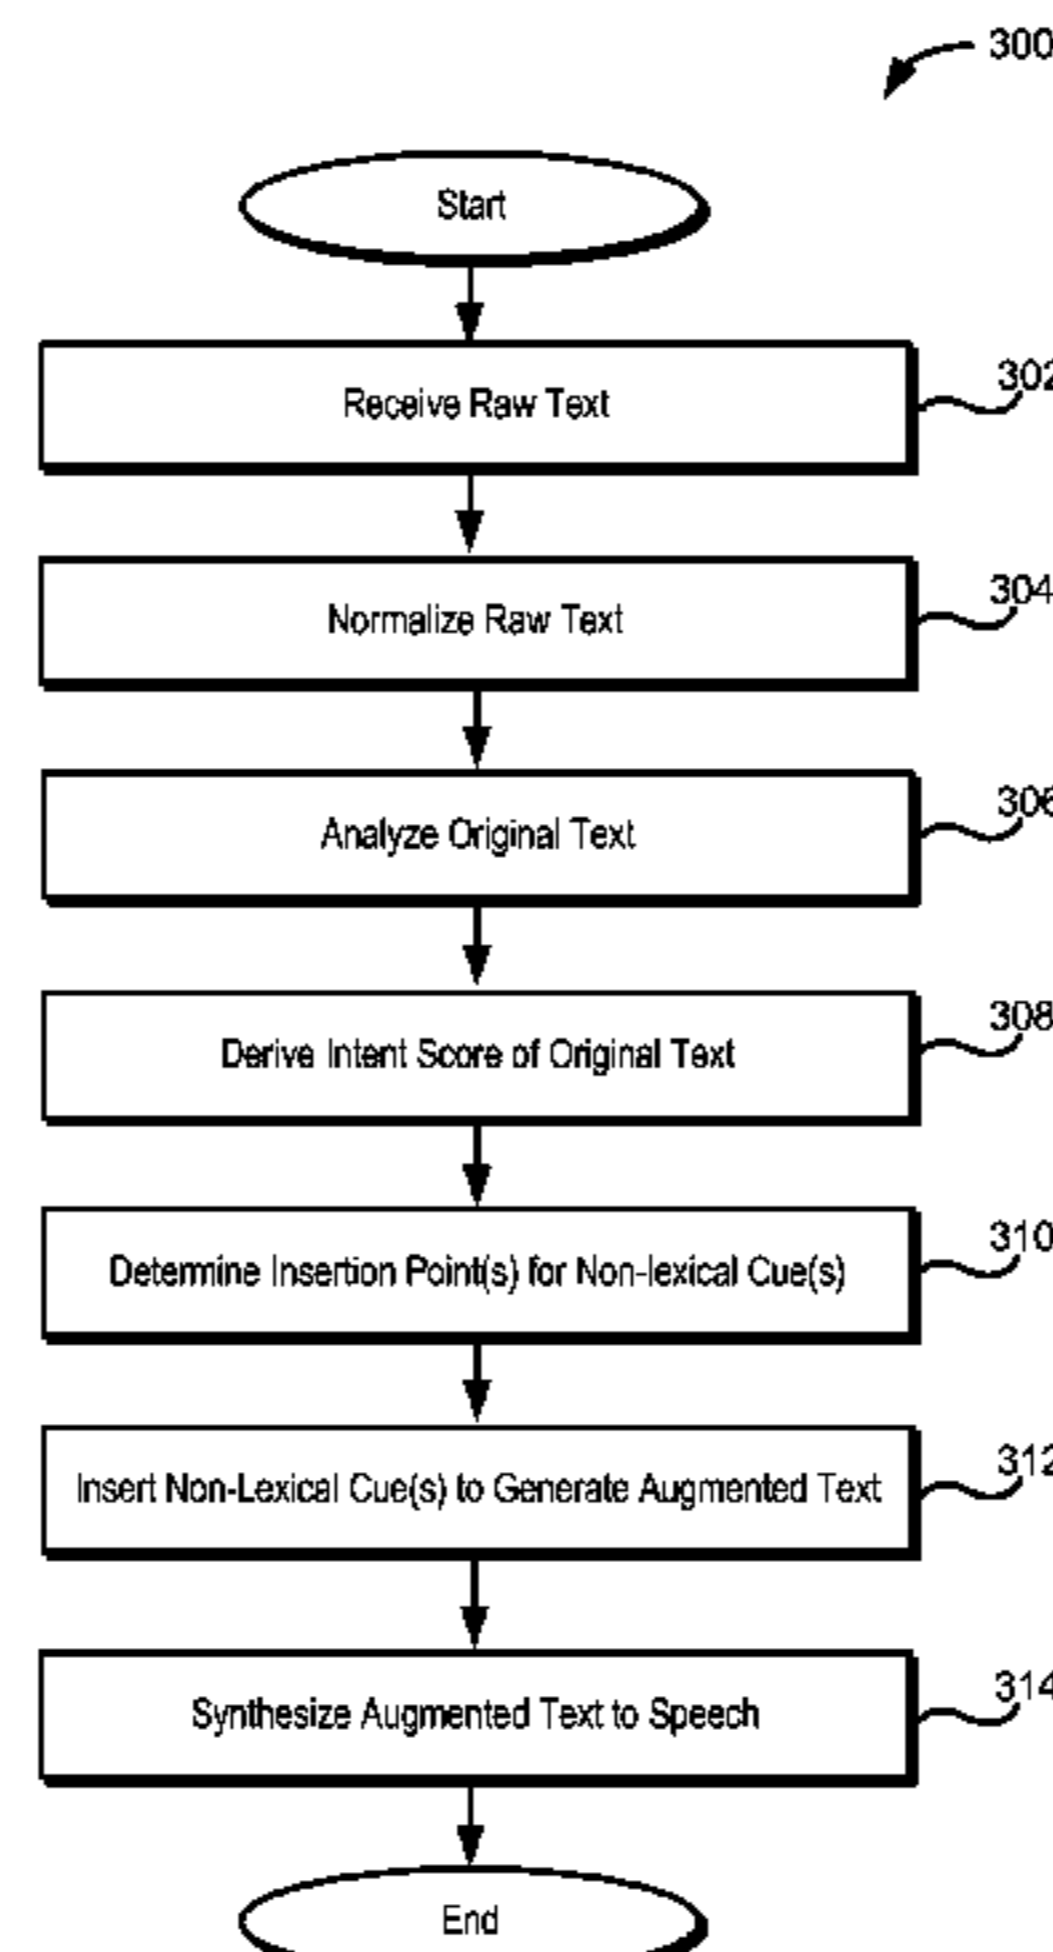 300
Start
Receive Raw Text
302
Normalize Raw Text
304
Analyze Original Text
306
Derive Intent Score of Original Text
308
Determine Insertion Point(s) for Non-lexical Cue(s)
310
Insert Non-Lexical Cue(s) to Generate Augmented Text
312
Synthesize Augmented Text to Speech
314
End